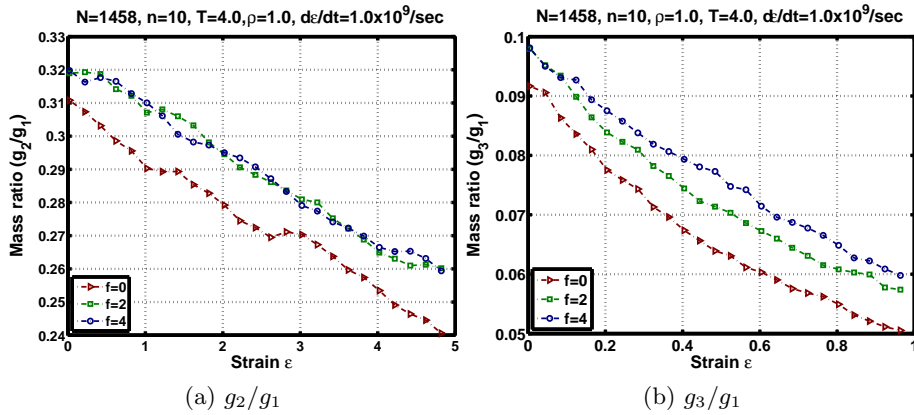 N=1458, n=10, T=4.0,ρ=1.0, dε/dt=1.0x10⁹/sec
0.33
0.32
0.31
0.3
0.29
0.28
0.27
0.26
0.25
0.24
Mass ratio (g₂/g₁)
f=0
f=2
f=4
0 1 2 3 4 5
Strain ε
(a) g₂/g₁
N=1458, n=10, ρ=1.0, T=4.0, dε/dt=1.0x10⁹/sec
0.1
0.09
0.08
0.07
0.06
0.05
Mass ratio (g₃/g₁)
f=0
f=2
f=4
0 0.2 0.4 0.6 0.8 1
Strain ε
(b) g₃/g₁